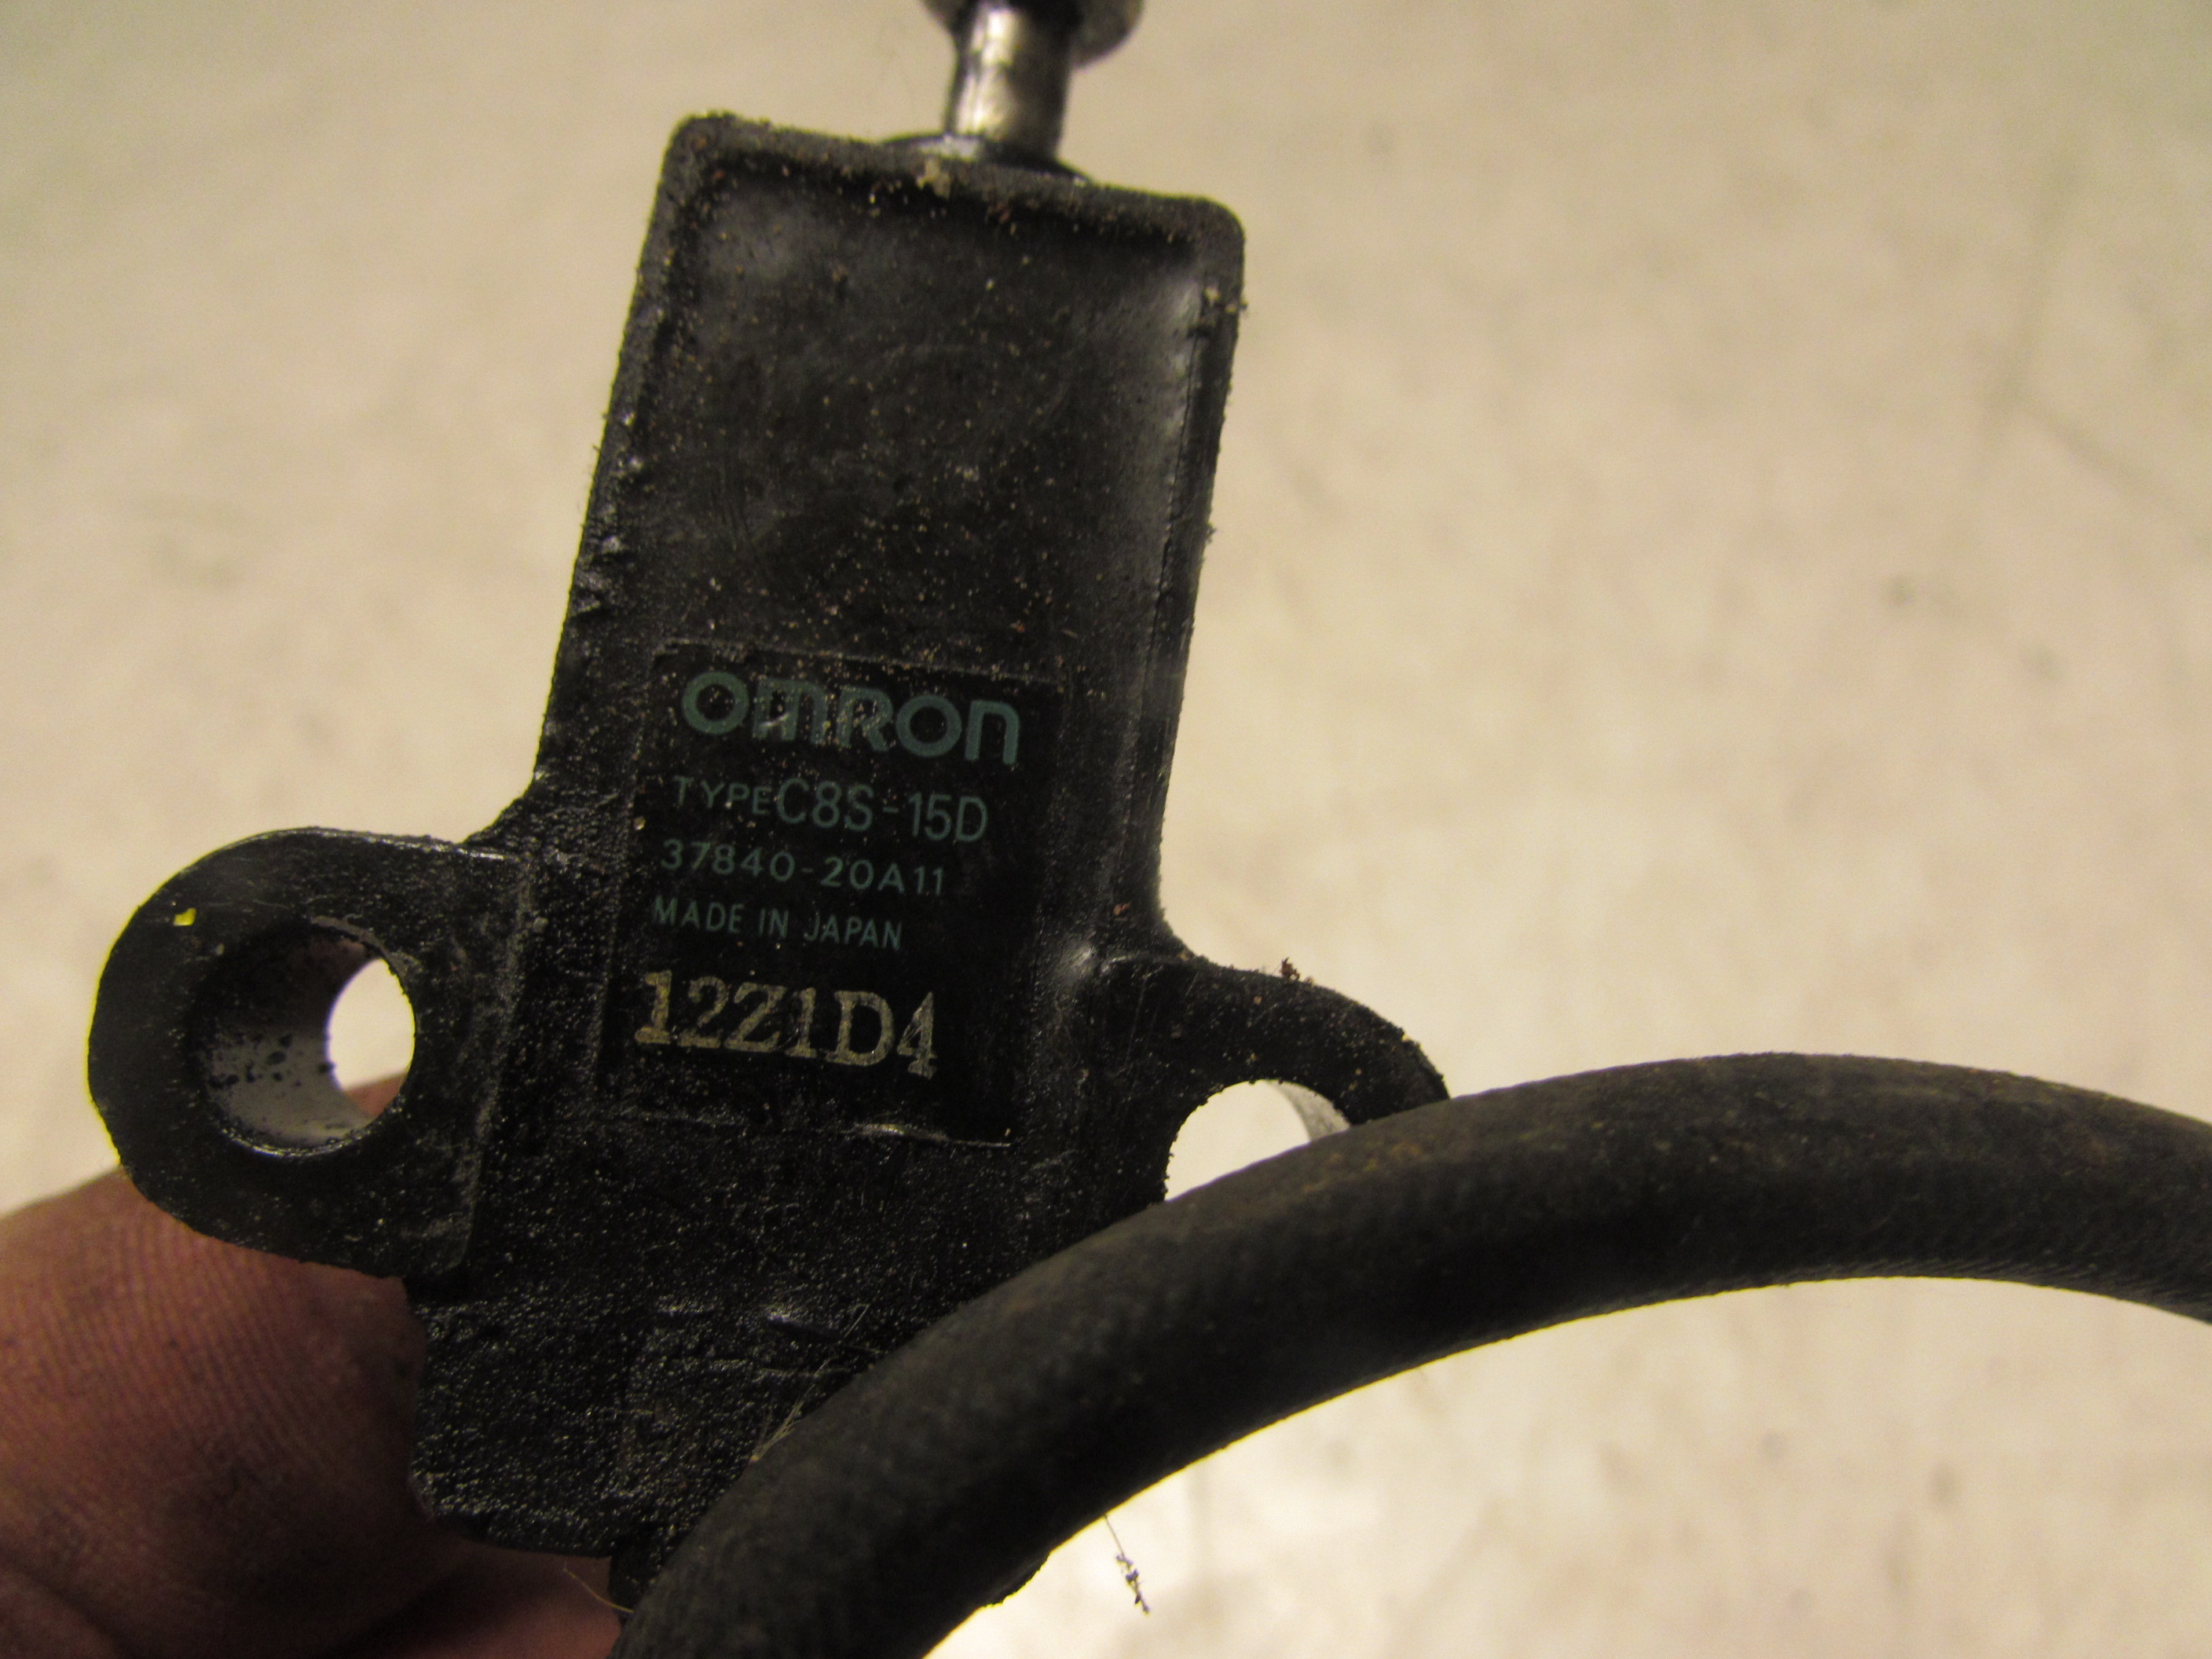 OMRON
TYPE C8S-15D
37840-20A11
MADE IN JAPAN
12Z1D4